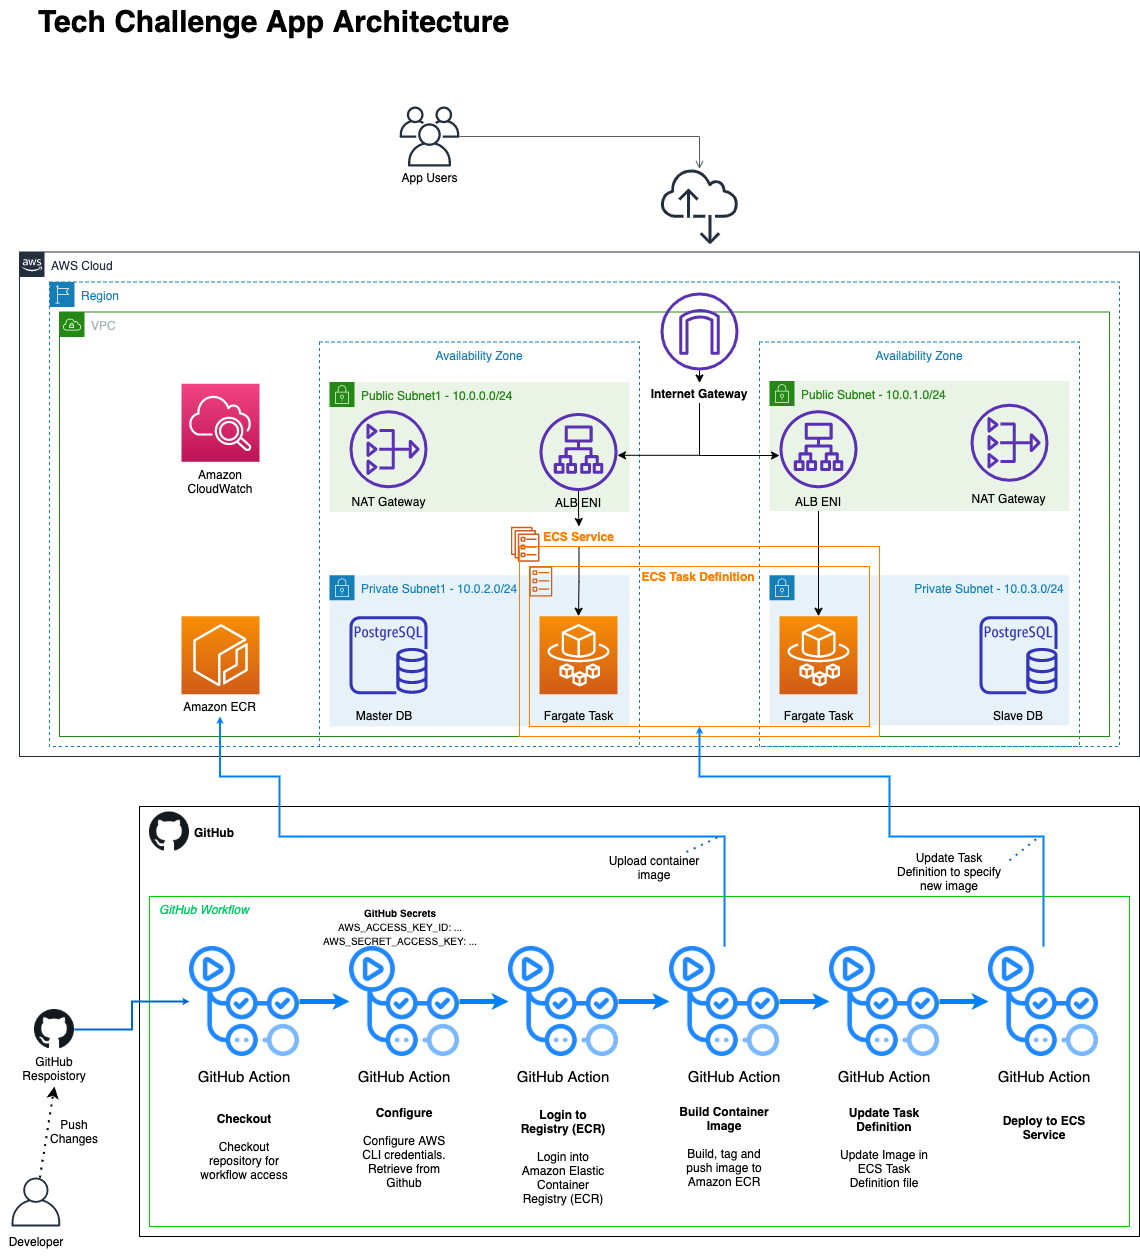 Tech Challenge App Architecture
App Users
aws
AWS Cloud
Region
VPC
Availability Zone
Availability Zone
Internet Gateway
Public Subnet1 - 10.0.0.0/24
Public Subnet - 10.0.1.0/24
NAT Gateway
ALB ENI
ALB ENI
NAT Gateway
Amazon
CloudWatch
ECS Service
ECS Task Definition
Private Subnet1 - 10.0.2.0/24
Private Subnet - 10.0.3.0/24
PostgreSQL
PostgreSQL
Amazon ECR
Master DB
Fargate Task
Fargate Task
Slave DB
GitHub
Upload container
image
Update Task
Definition to specify
new image
GitHub Workflow
GitHub Secrets
AWS_ACCESS_KEY_ID: ...
AWS_SECRET_ACCESS_KEY: ...
GitHub
Respoistory
Push
Changes
Developer
GitHub Action
Checkout
Checkout
repository for
workflow access
GitHub Action
Configure
Configure AWS
CLI credentials.
Retrieve from
Github
GitHub Action
Login to
Registry (ECR)
Login into
Amazon Elastic
Container
Registry (ECR)
GitHub Action
Build Container
Image
Build, tag and
push image to
Amazon ECR
GitHub Action
Update Task
Definition
Update Image in
ECS Task
Definition file
GitHub Action
Deploy to ECS
Service